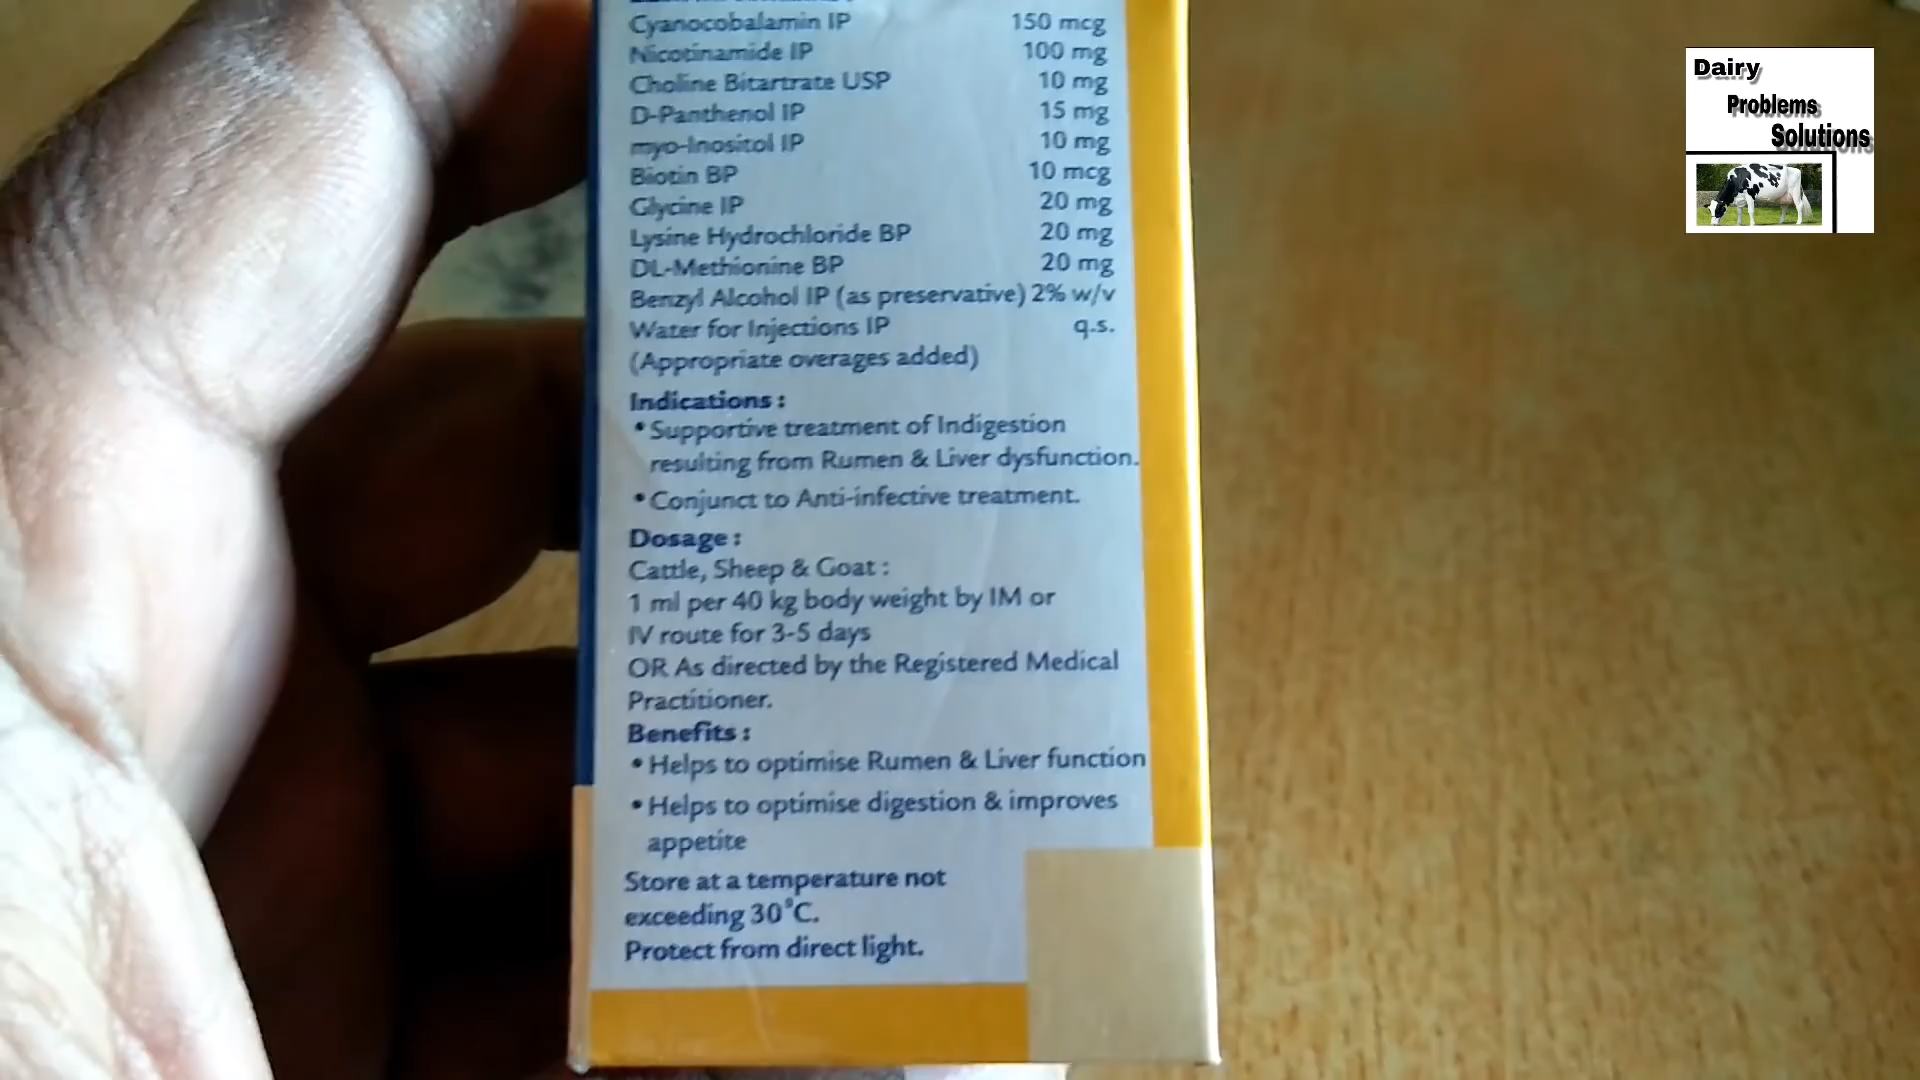 Cyanocobalamin IP 150 mcg
Nicotinamide IP 100 mg
Choline Bitartrate USP 10 mg
D-Panthenol IP 15 mg
myo-Inositol IP 10 mg
Biotin BP 10 mcg
Glycine IP 20 mg
Lysine Hydrochloride BP 20 mg
DL-Methionine BP 20 mg
Benzyl Alcohol IP (as preservative) 2% w/v
Water for Injections IP q.s.
(Appropriate overages added)
Indications :
• Supportive treatment of Indigestion
resulting from Rumen & Liver dysfunction.
• Conjunct to Anti-infective treatment.
Dosage :
Cattle, Sheep & Goat :
1 ml per 40 kg body weight by IM or
IV route for 3-5 days
OR As directed by the Registered Medical
Practitioner.
Benefits :
• Helps to optimise Rumen & Liver function
• Helps to optimise digestion & improves
appetite
Store at a temperature not
exceeding 30°C.
Protect from direct light.
Dairy
Problems
Solutions